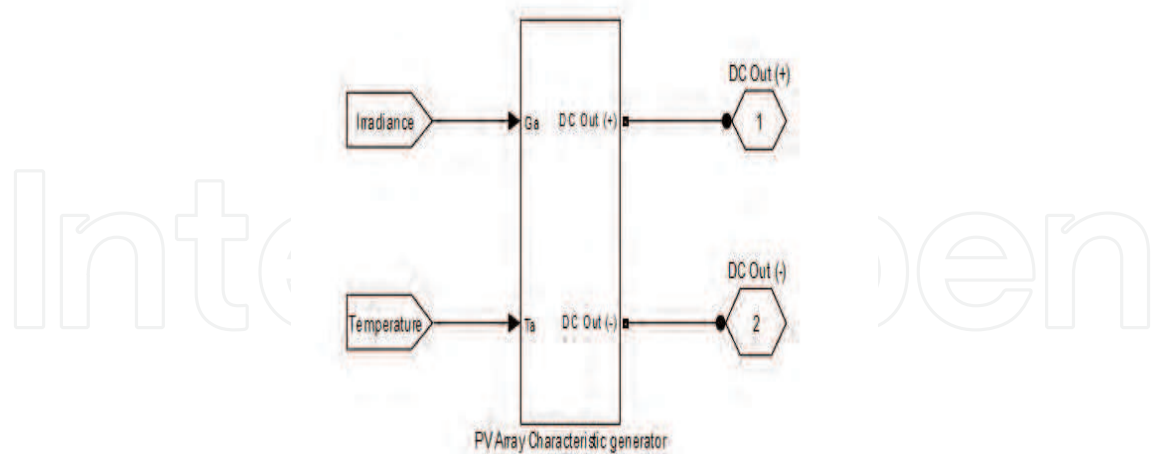 DC Out (+)
Irradiance
Ga
DC Out (+)
1
DC Out (-)
Temperature
Ta
DC Out (-)
2
PV Array Characteristic generator